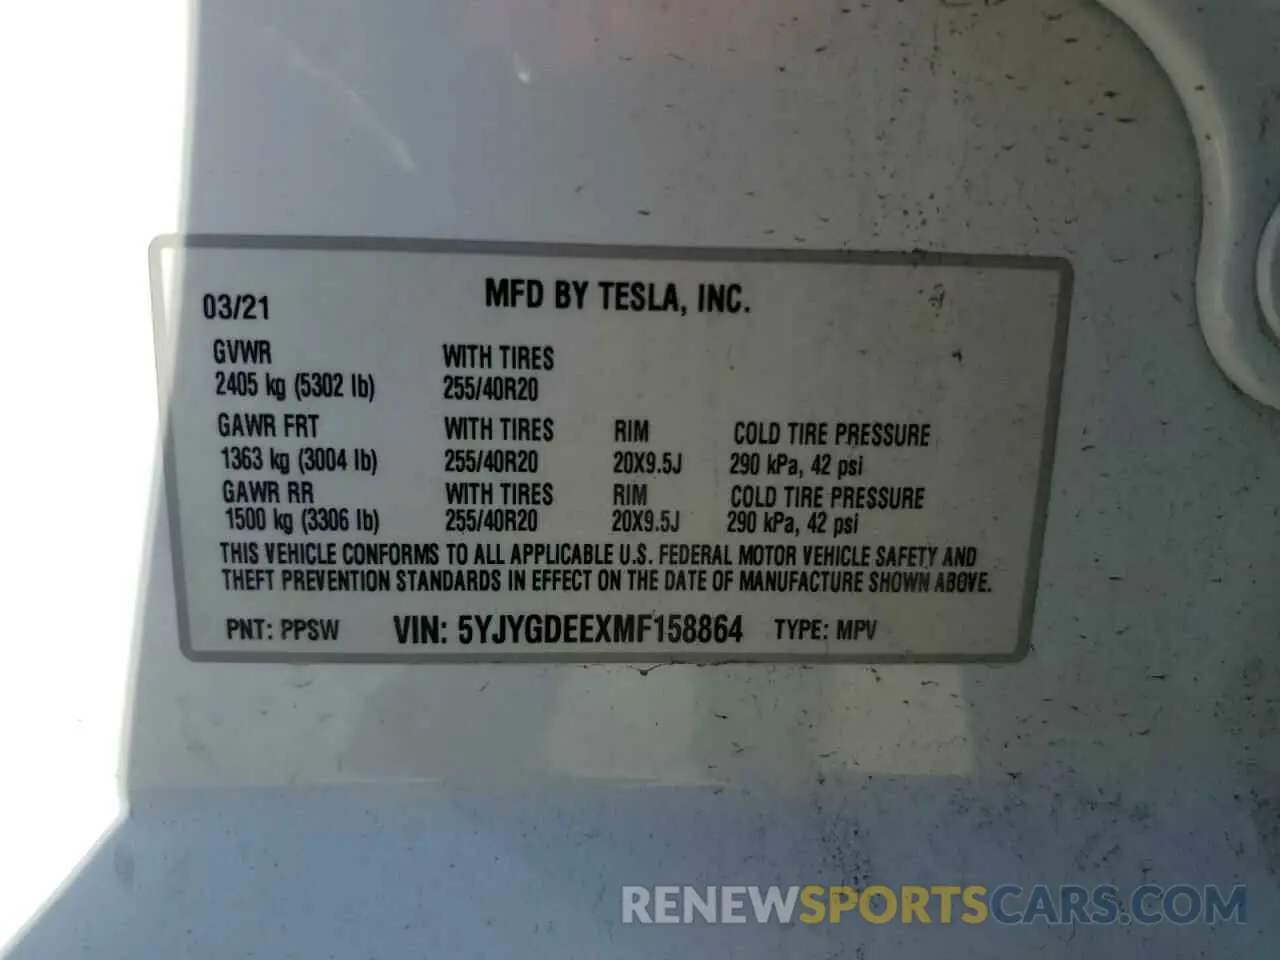 MFD BY TESLA, INC.
03/21
GVWR WITH TIRES
2405 kg (5302 lb) 255/40R20
GAWR FRT WITH TIRES RIM COLD TIRE PRESSURE
1363 kg (3004 lb) 255/40R20 20X9.5J 290 kPa, 42 psi
GAWR RR WITH TIRES RIM COLD TIRE PRESSURE
1500 kg (3306 lb) 255/40R20 20X9.5J 290 kPa, 42 psi
THIS VEHICLE CONFORMS TO ALL APPLICABLE U.S. FEDERAL MOTOR VEHICLE SAFETY AND
THEFT PREVENTION STANDARDS IN EFFECT ON THE DATE OF MANUFACTURE SHOWN ABOVE.
PNT: PPSW VIN: 5YJYGDEEXMF158864 TYPE: MPV
RENEWSPORTSCARS.COM